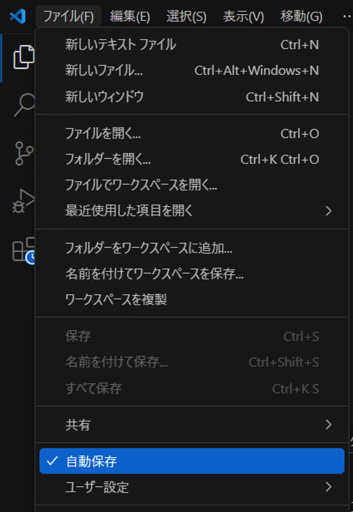 ファイル(F) 編集(E) 選択(S) 表示(V) 移動(G) …
新しいテキスト ファイル Ctrl+N
新しいファイル... Ctrl+Alt+Windows+N
新しいウィンドウ Ctrl+Shift+N
ファイルを開く... Ctrl+O
フォルダーを開く... Ctrl+K Ctrl+O
ファイルでワークスペースを開く...
最近使用した項目を開く
フォルダーをワークスペースに追加...
名前を付けてワークスペースを保存...
ワークスペースを複製
保存 Ctrl+S
名前を付けて保存... Ctrl+Shift+S
すべて保存 Ctrl+K S
共有
自動保存
ユーザー設定